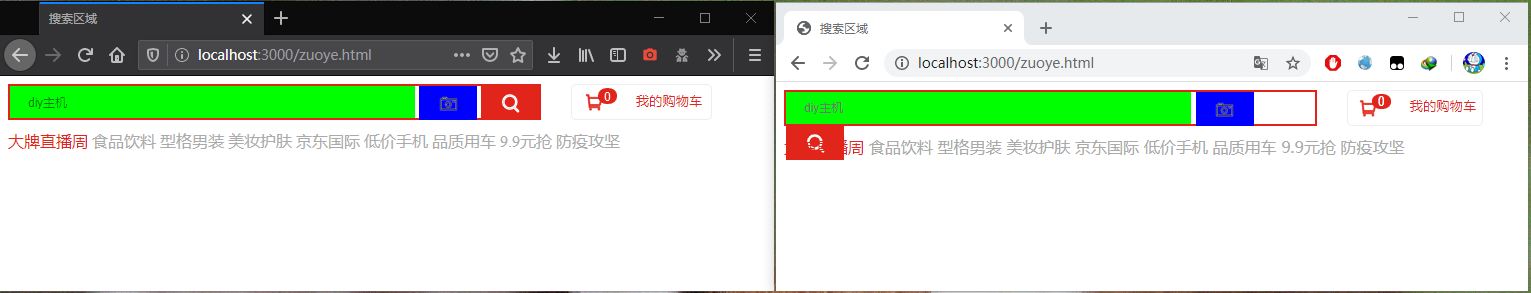 搜索区域
localhost:3000/zuoye.html
diy主机
0
我的购物车
大牌直播周 食品饮料 型格男装 美妆护肤 京东国际 低价手机 品质用车 9.9元抢 防疫攻坚
搜索区域
localhost:3000/zuoye.html
diy主机
0
我的购物车
播周 食品饮料 型格男装 美妆护肤 京东国际 低价手机 品质用车 9.9元抢 防疫攻坚